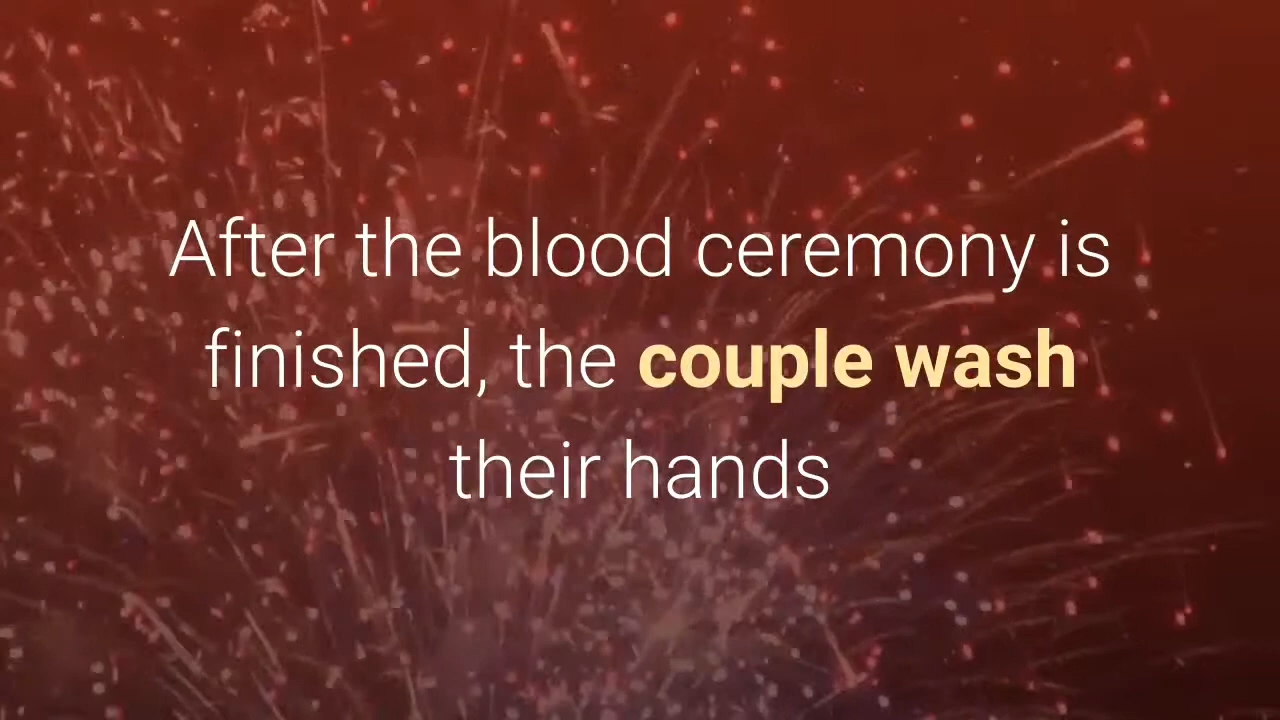 After the blood ceremony is
finished, the couple wash
their hands